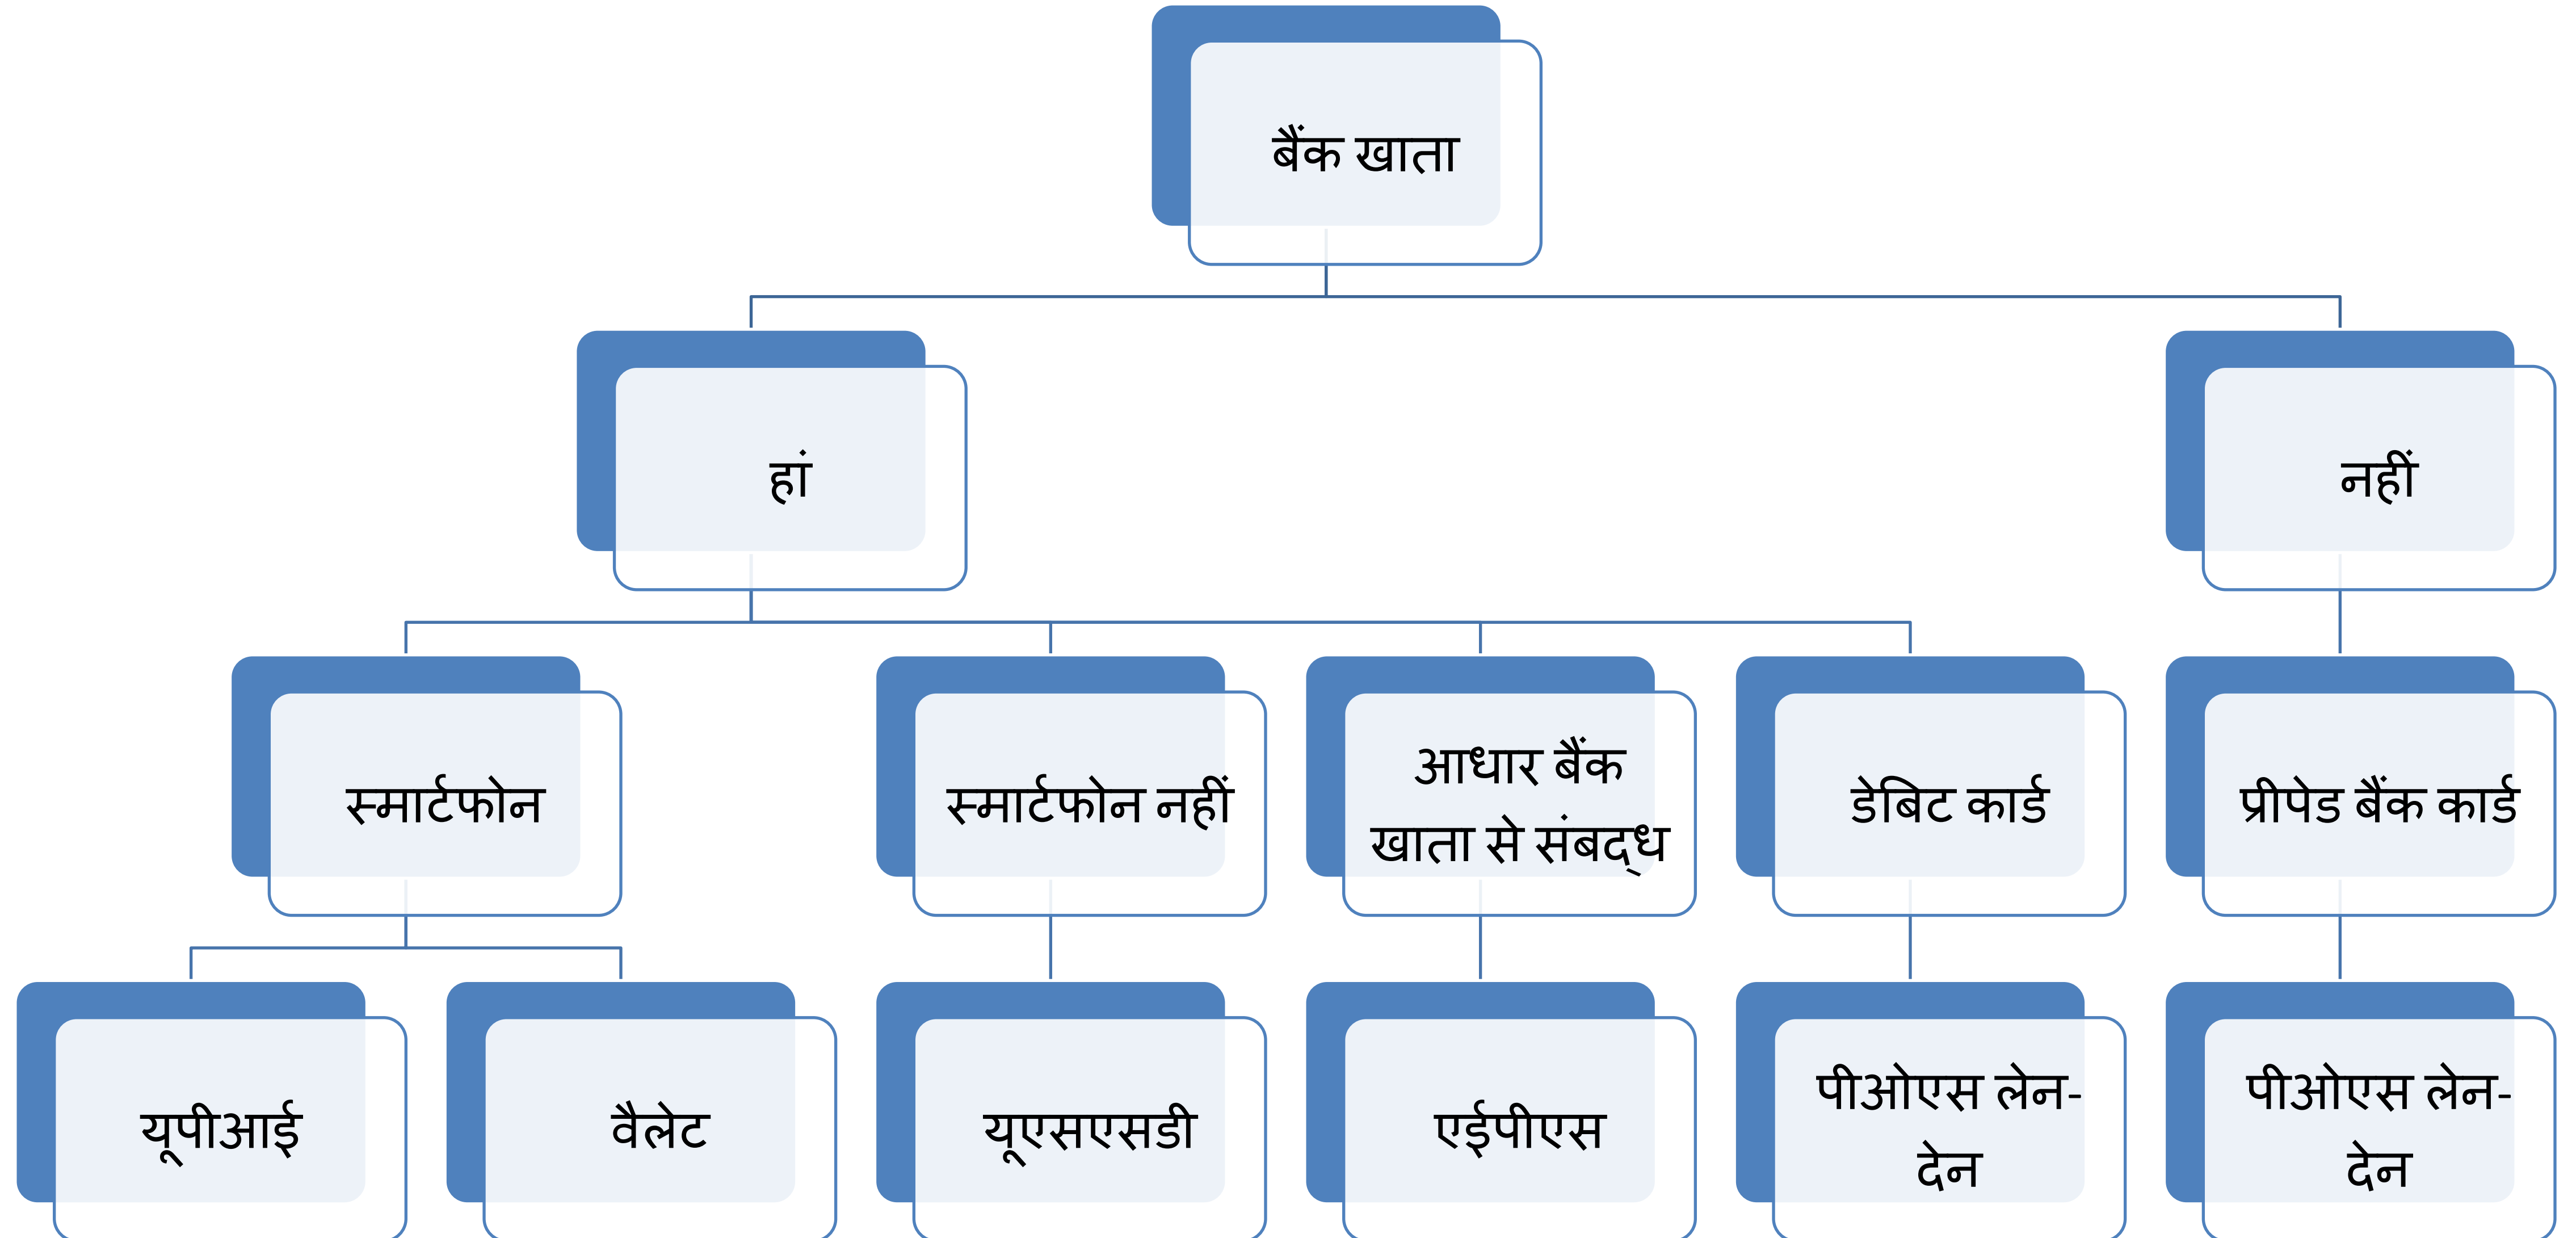 बैंक खाता
हां
नहीं
स्मार्टफोन
स्मार्टफोन नहीं
आधार बैंक
खाता से संबद्ध
डेबिट कार्ड
प्रीपेड बैंक कार्ड
यूपीआई
वैलेट
यूएसएसडी
एईपीएस
पीओएस लेन-
देन
पीओएस लेन-
देन